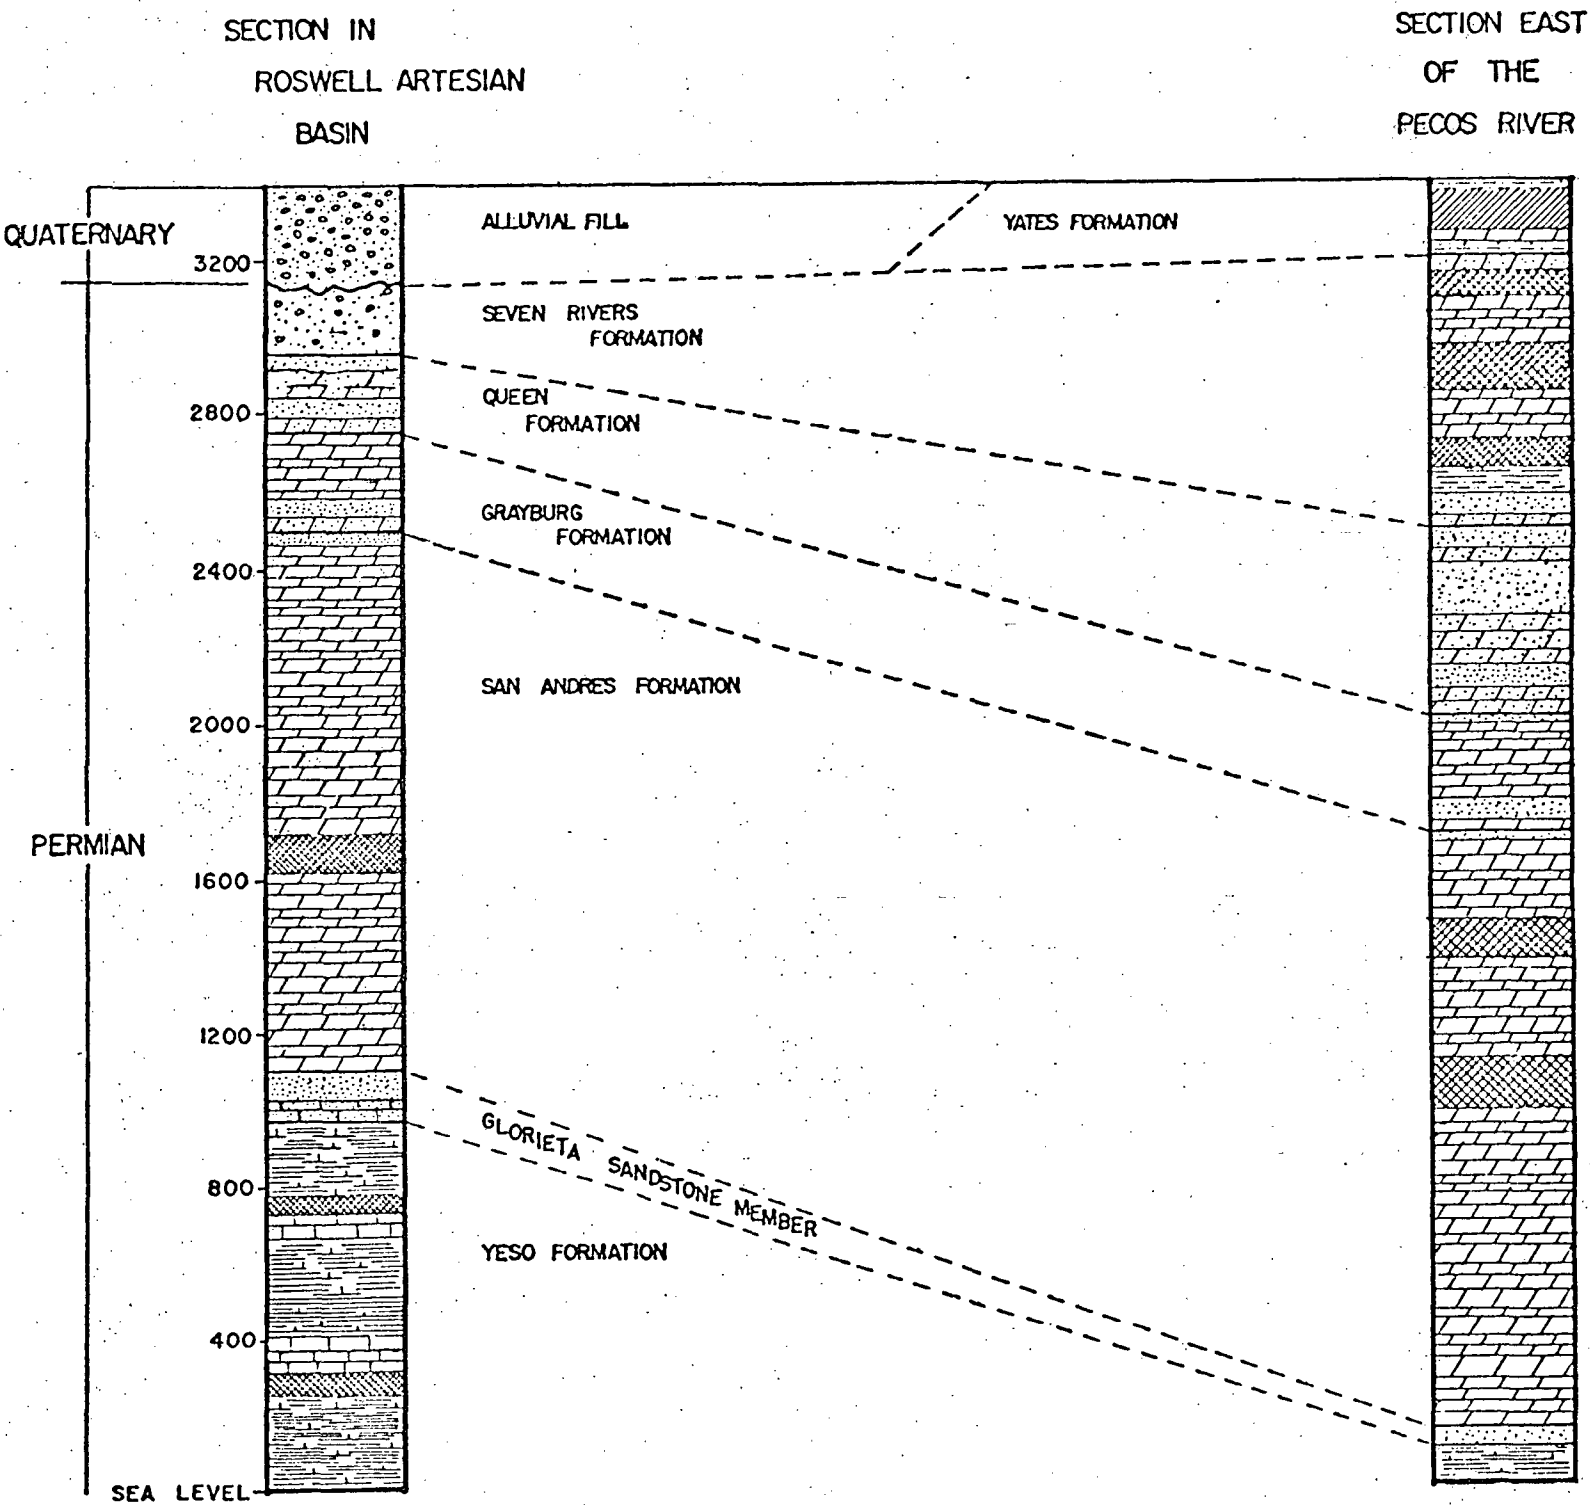 SECTION IN
ROSWELL ARTESIAN
BASIN
SECTION EAST
OF THE
PECOS RIVER
QUATERNARY
ALLUVIAL FILL
YATES FORMATION
3200
SEVEN RIVERS
FORMATION
QUEEN
FORMATION
2800
GRAYBURG
FORMATION
2400
SAN ANDRES FORMATION
2000
PERMIAN
1600
1200
GLORIETA SANDSTONE MEMBER
800
YESO FORMATION
400
SEA LEVEL